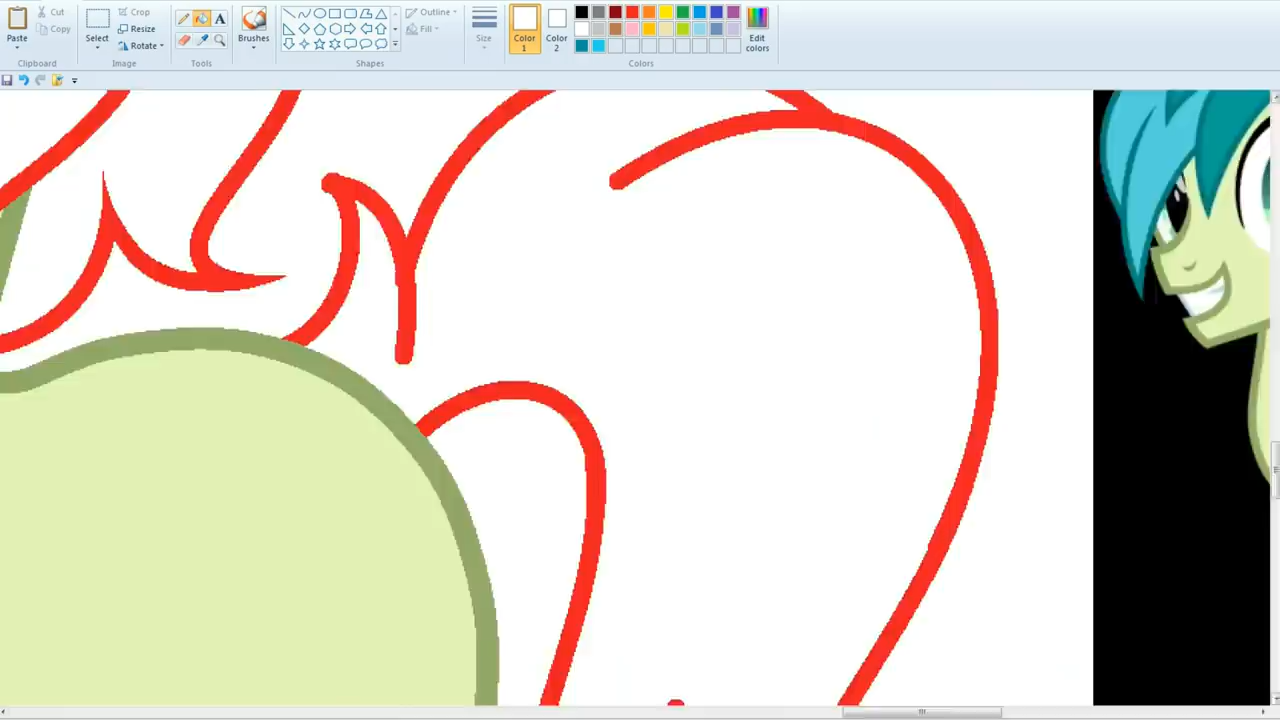 Cut
Crop
Copy
Resize
Rotate
Paste
Select
A
Brushes
Outline
Fill
Size
Color
1
Color
2
Edit
colors
Clipboard
Image
Tools
Shapes
Colors